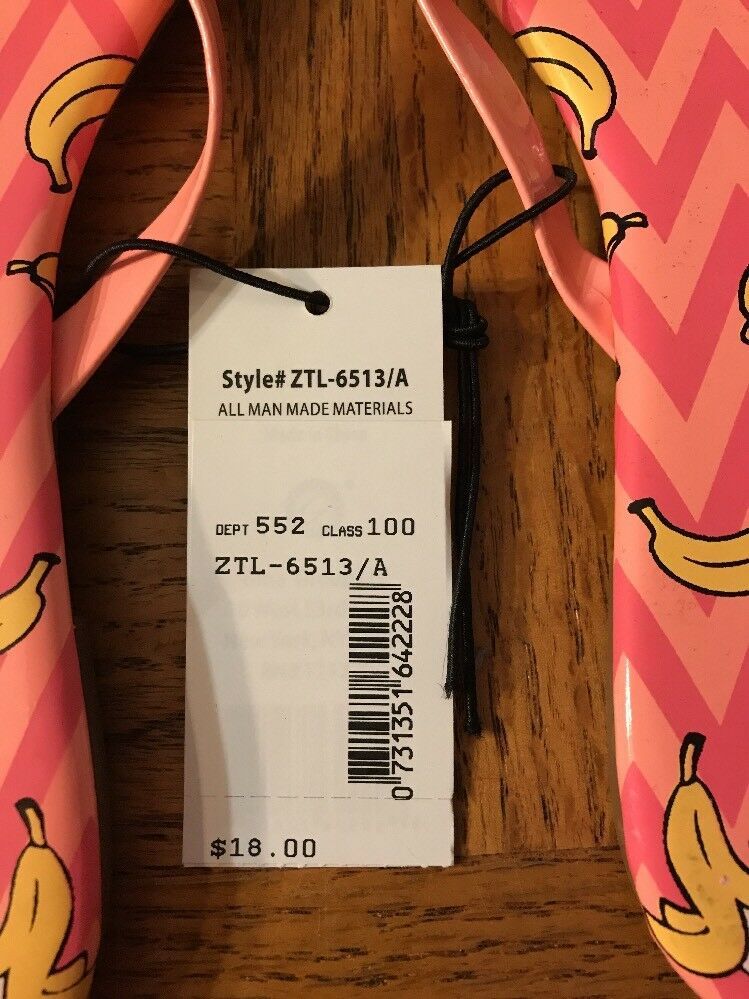 Style# ZTL-6513/A
ALL MAN MADE MATERIALS
DEPT 552 CLASS 100
ZTL-6513/A
0 731351 642228
$18.00